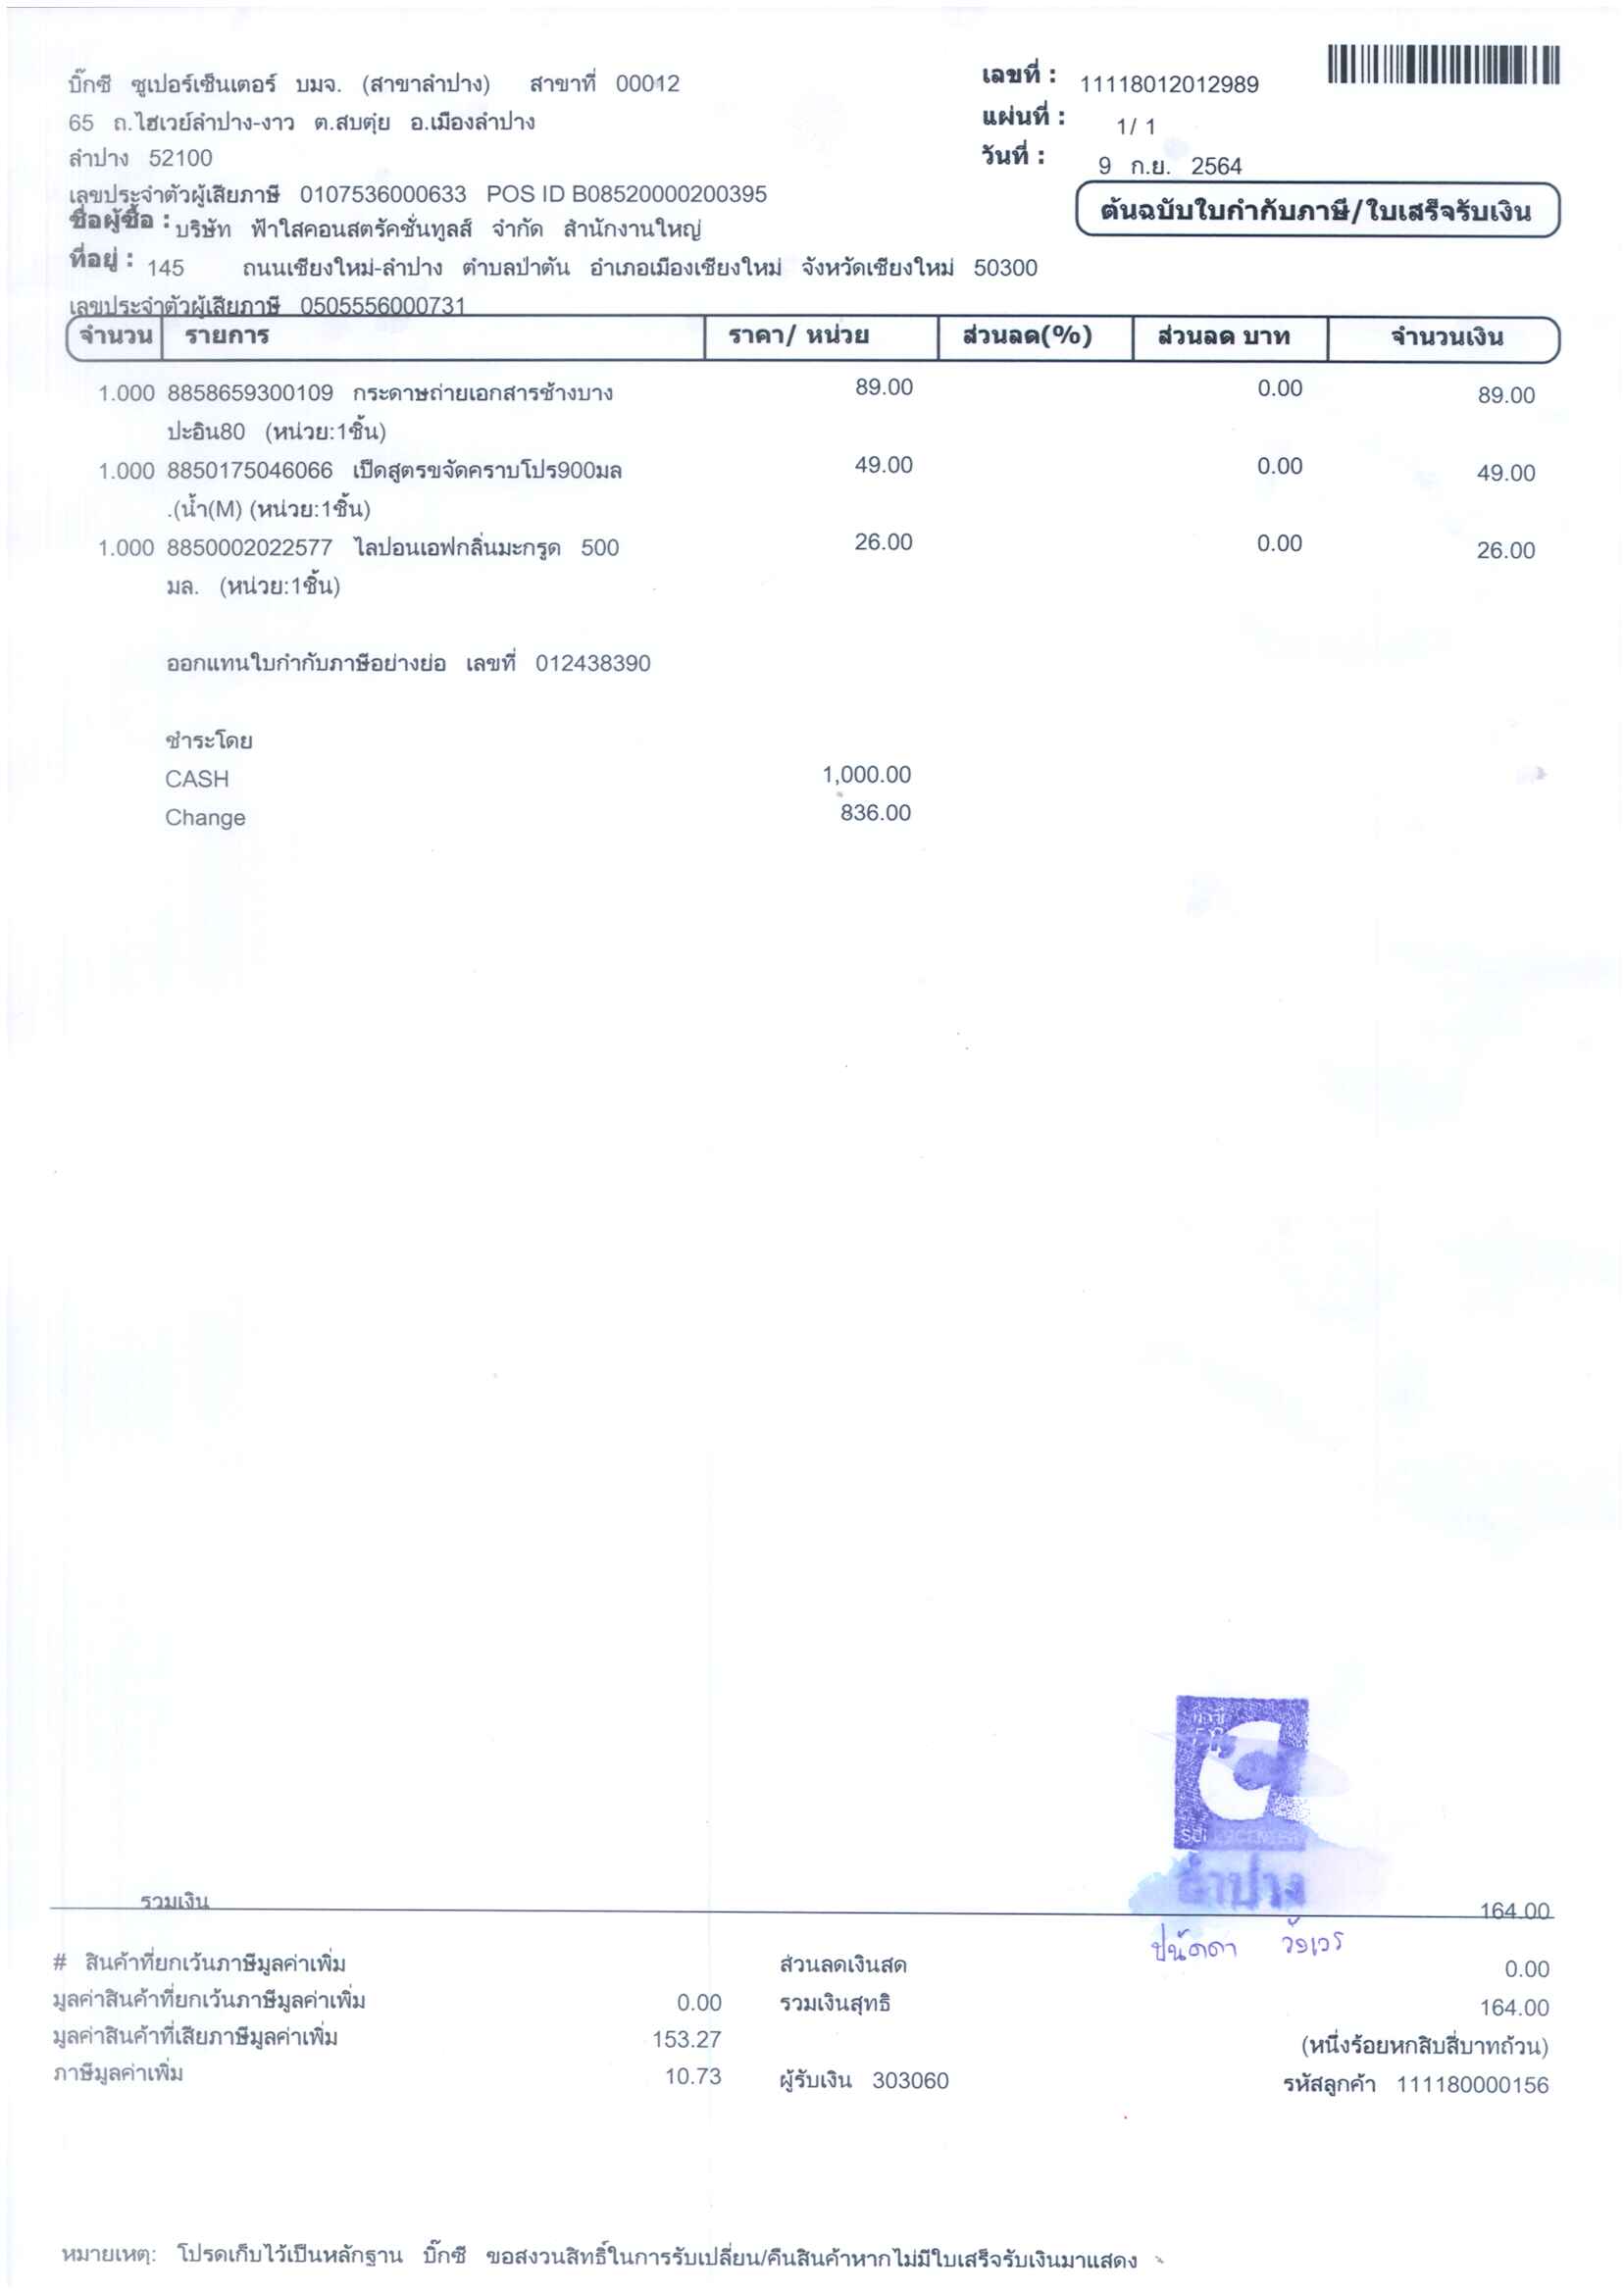 บิ๊กซี ซูเปอร์เซ็นเตอร์ บมจ. (สาขาลำปาง) สาขาที่ 00012
65 ถ.ไฮเวย์ลำปาง-งาว ต.สบตุ๋ย อ.เมืองลำปาง
ลำปาง 52100
เลขที่ : 11118012012989
แผ่นที่ : 1/ 1
วันที่ : 9 ก.ย. 2564
เลขประจำตัวผู้เสียภาษี 0107536000633 POS ID B08520000200395
ต้นฉบับใบกำกับภาษี/ใบเสร็จรับเงิน
ชื่อผู้ซื้อ : บริษัท ฟ้าใสคอนสตรัคชั่นทูลส์ จำกัด สำนักงานใหญ่
ที่อยู่ : 145 ถนนเชียงใหม่-ลำปาง ตำบลป่าตัน อำเภอเมืองเชียงใหม่ จังหวัดเชียงใหม่ 50300
เลขประจำตัวผู้เสียภาษี 0505556000731
จำนวน รายการ ราคา/ หน่วย ส่วนลด(%) ส่วนลด บาท จำนวนเงิน
1.000 8858659300109 กระดาษถ่ายเอกสารช้างบาง 89.00 0.00 89.00
ปะอิน80 (หน่วย:1ชิ้น)
1.000 8850175046066 เป็ดสูตรขจัดคราบโปร900มล 49.00 0.00 49.00
.(น้ำ(M) (หน่วย:1ชิ้น)
1.000 8850002022577 ไลปอนเอฟกลิ่นมะกรูด 500 26.00 0.00 26.00
มล. (หน่วย:1ชิ้น)
ออกแทนใบกำกับภาษีอย่างย่อ เลขที่ 012438390
ชำระโดย
CASH 1,000.00
Change 836.00
ลำปาง
รวมเงิน 164.00
ปนัดดา
# สินค้าที่ยกเว้นภาษีมูลค่าเพิ่ม ส่วนลดเงินสด 0.00
มูลค่าสินค้าที่ยกเว้นภาษีมูลค่าเพิ่ม 0.00 รวมเงินสุทธิ 164.00
มูลค่าสินค้าที่เสียภาษีมูลค่าเพิ่ม 153.27 (หนึ่งร้อยหกสิบสี่บาทถ้วน)
ภาษีมูลค่าเพิ่ม 10.73 ผู้รับเงิน 303060 รหัสลูกค้า 111180000156
หมายเหตุ: โปรดเก็บไว้เป็นหลักฐาน บิ๊กซี ขอสงวนสิทธิ์ในการรับเปลี่ยน/คืนสินค้าหากไม่มีใบเสร็จรับเงินมาแสดง